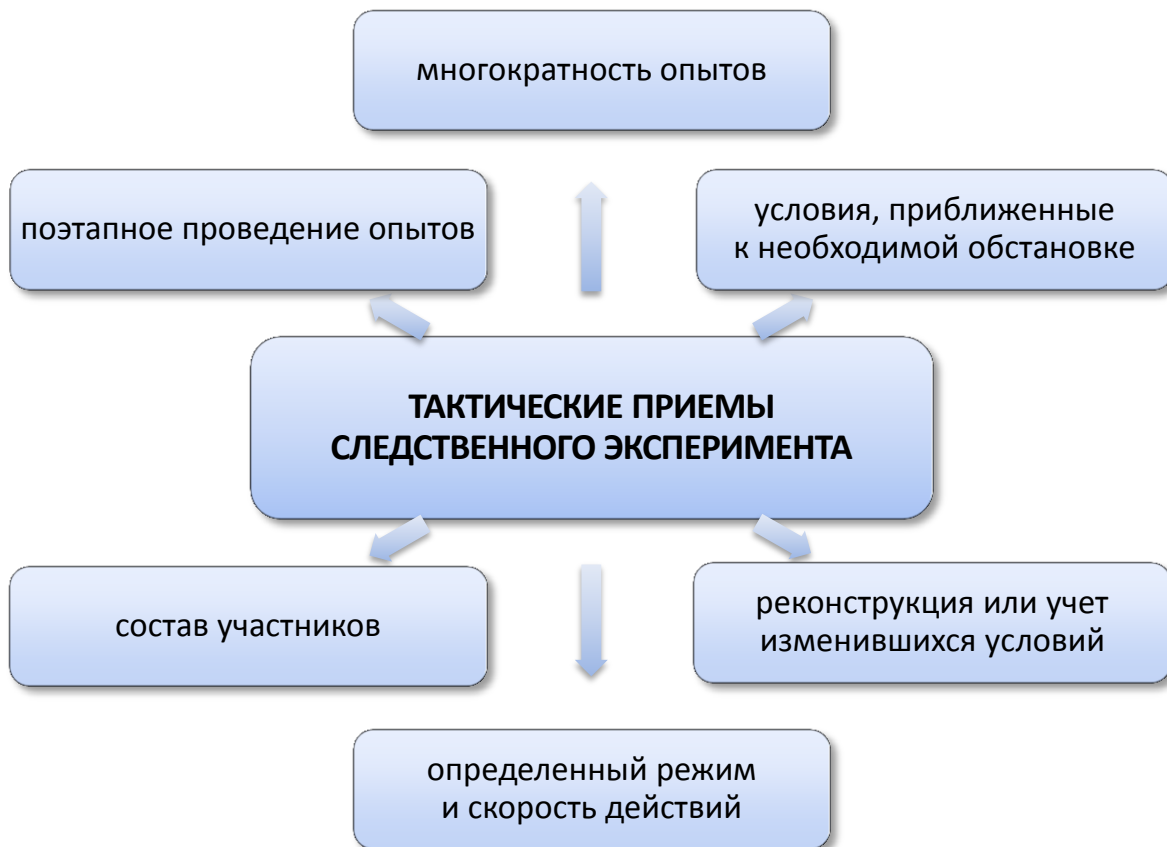 многократность опытов
поэтапное проведение опытов
условия, приближенные
к необходимой обстановке
ТАКТИЧЕСКИЕ ПРИЕМЫ
СЛЕДСТВЕННОГО ЭКСПЕРИМЕНТА
состав участников
реконструкция или учет
изменившихся условий
определенный режим
и скорость действий